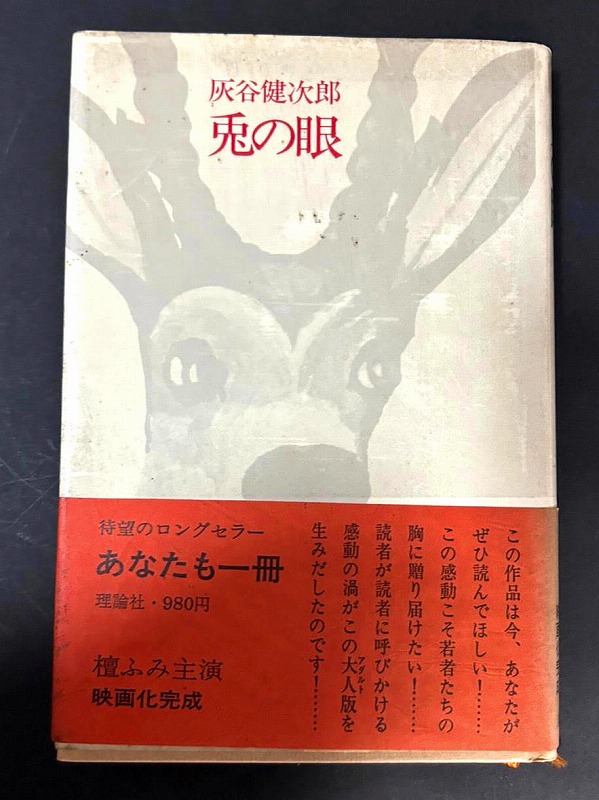 灰谷健次郎
兎の眼
待望のロングセラー
あなたも一冊
理論社・980円
檀ふみ主演
映画化完成
この作品は今、あなたが
ぜひ読んでほしい!……
この感動こそ若者たちの
胸に贈り届けたい!……
読者が読者に呼びかける
感動の渦がこの大人版を
アダルト
生みだしたのです!……